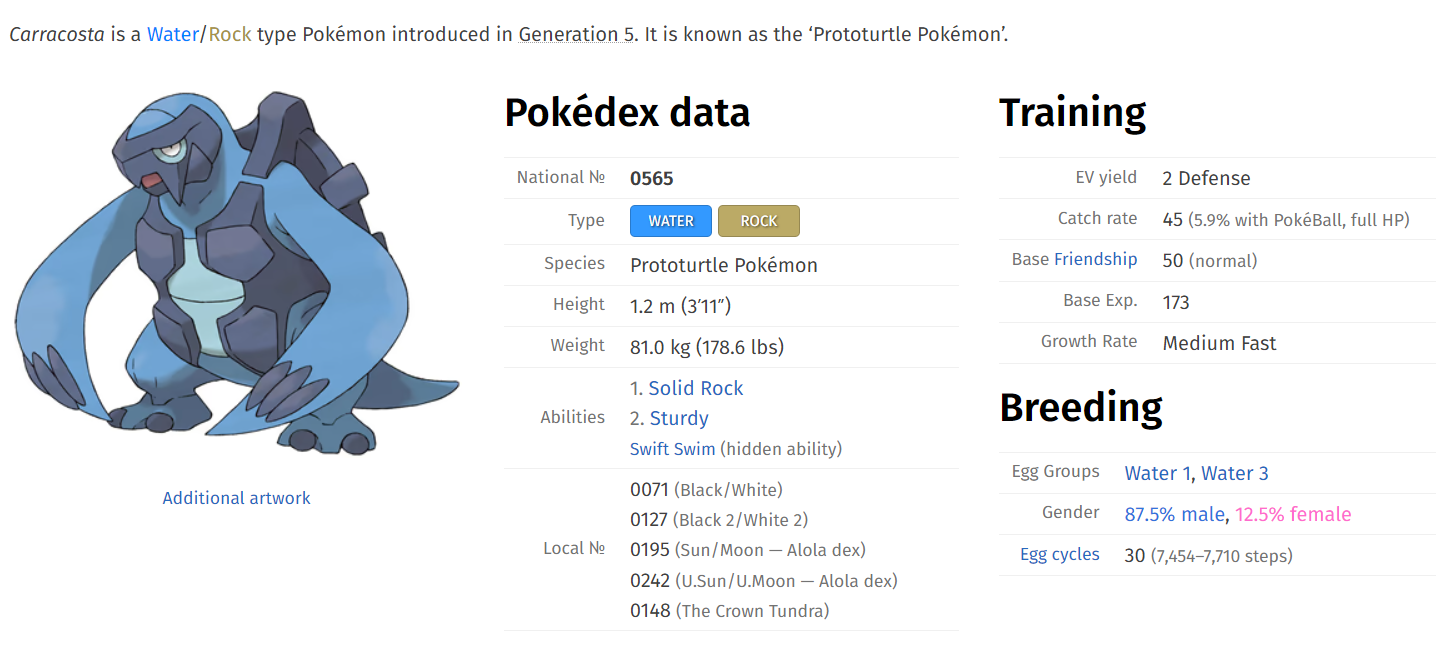 Carracosta is a Water/Rock type Pokémon introduced in Generation 5. It is known as the ‘Prototurtle Pokémon’.
Additional artwork
Pokédex data
National № 0565
Type WATER ROCK
Species Prototurtle Pokémon
Height 1.2 m (3′11″)
Weight 81.0 kg (178.6 lbs)
Abilities
1. Solid Rock
2. Sturdy
Swift Swim (hidden ability)
Local №
0071 (Black/White)
0127 (Black 2/White 2)
0195 (Sun/Moon — Alola dex)
0242 (U.Sun/U.Moon — Alola dex)
0148 (The Crown Tundra)
Training
EV yield 2 Defense
Catch rate 45 (5.9% with PokéBall, full HP)
Base Friendship 50 (normal)
Base Exp. 173
Growth Rate Medium Fast
Breeding
Egg Groups Water 1, Water 3
Gender 87.5% male, 12.5% female
Egg cycles 30 (7,454–7,710 steps)